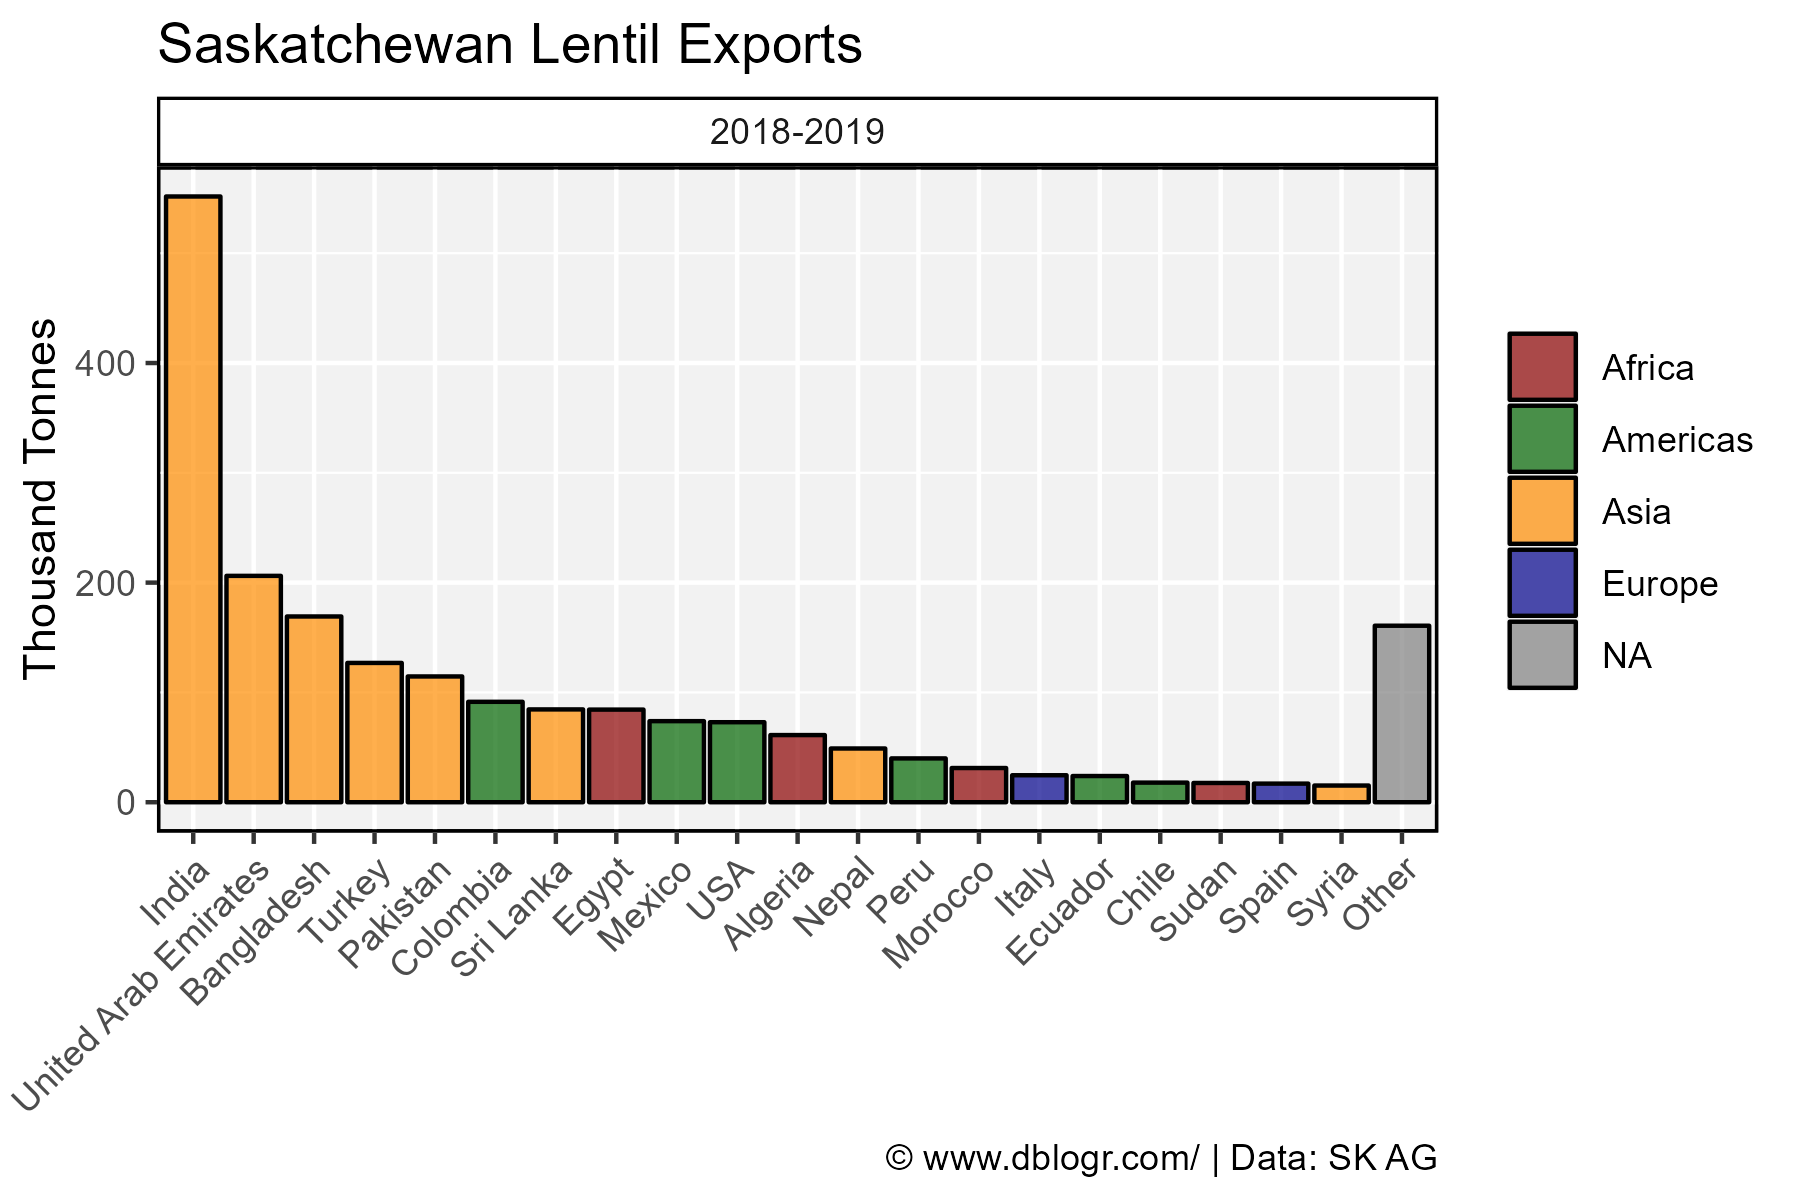 Saskatchewan Lentil Exports
2018-2019
Thousand Tonnes
400
200
0
India
United Arab Emirates
Bangladesh
Turkey
Pakistan
Colombia
Sri Lanka
Egypt
Mexico
USA
Algeria
Nepal
Peru
Morocco
Italy
Ecuador
Chile
Sudan
Spain
Syria
Other
Africa
Americas
Asia
Europe
NA
© www.dblogr.com/ | Data: SK AG